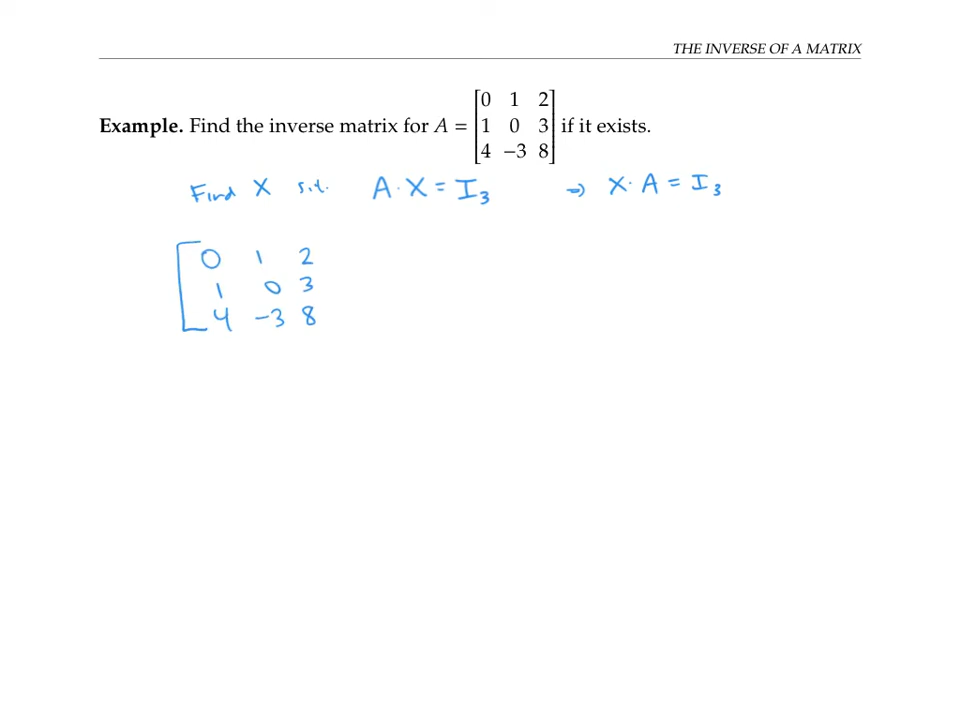 THE INVERSE OF A MATRIX
Example. Find the inverse matrix for A = [0 1 2; 1 0 3; 4 −3 8] if it exists.
Find X s.t. A · X = I₃ ⇒ X · A = I₃
[0 1 2
1 0 3
4 −3 8